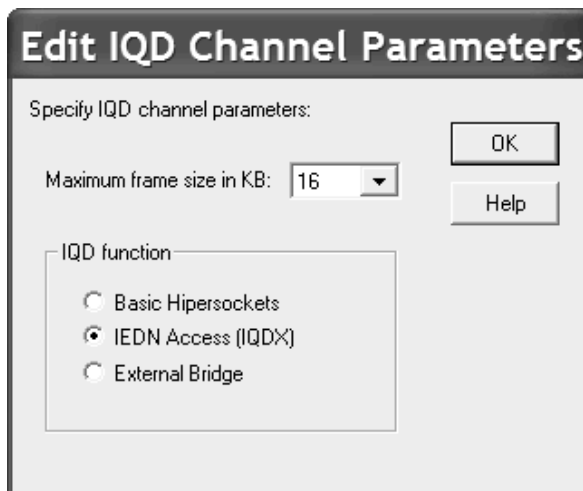 Edit IQD Channel Parameters
Specify IQD channel parameters:
OK
Maximum frame size in KB: 16
Help
IQD function
Basic Hipersockets
IEDN Access (IQDX)
External Bridge